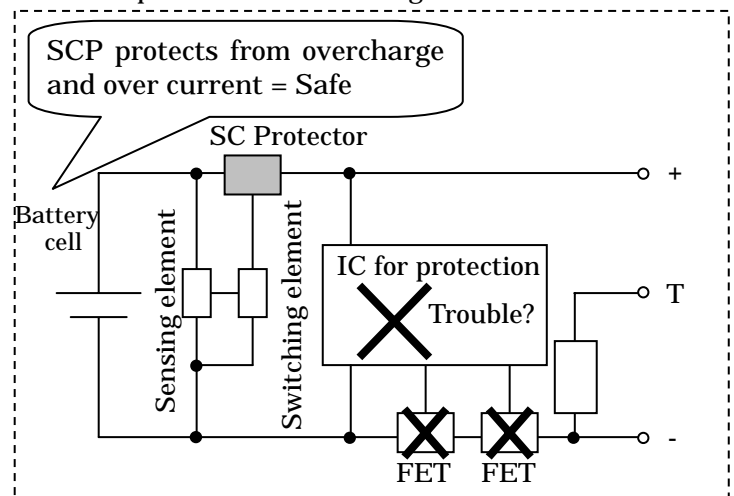 SCP protects from overcharge
and over current = Safe
SC Protector
+
Battery
cell
Sensing element
Switching element
IC for protection
Trouble?
T
-
FET FET